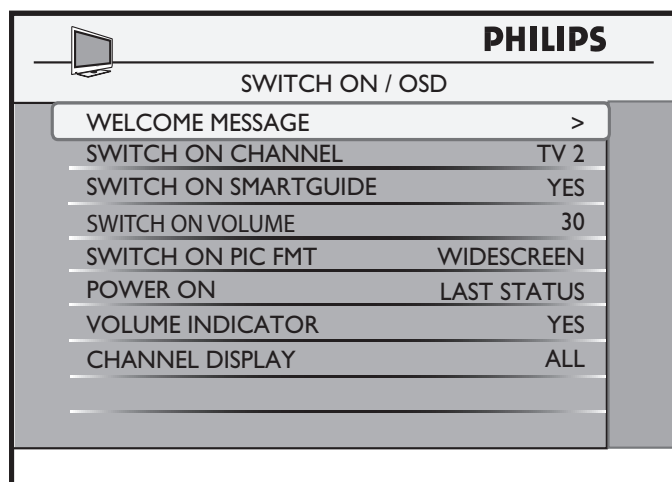 PHILIPS
SWITCH ON / OSD
WELCOME MESSAGE >
SWITCH ON CHANNEL TV 2
SWITCH ON SMARTGUIDE YES
SWITCH ON VOLUME 30
SWITCH ON PIC FMT WIDESCREEN
POWER ON LAST STATUS
VOLUME INDICATOR YES
CHANNEL DISPLAY ALL